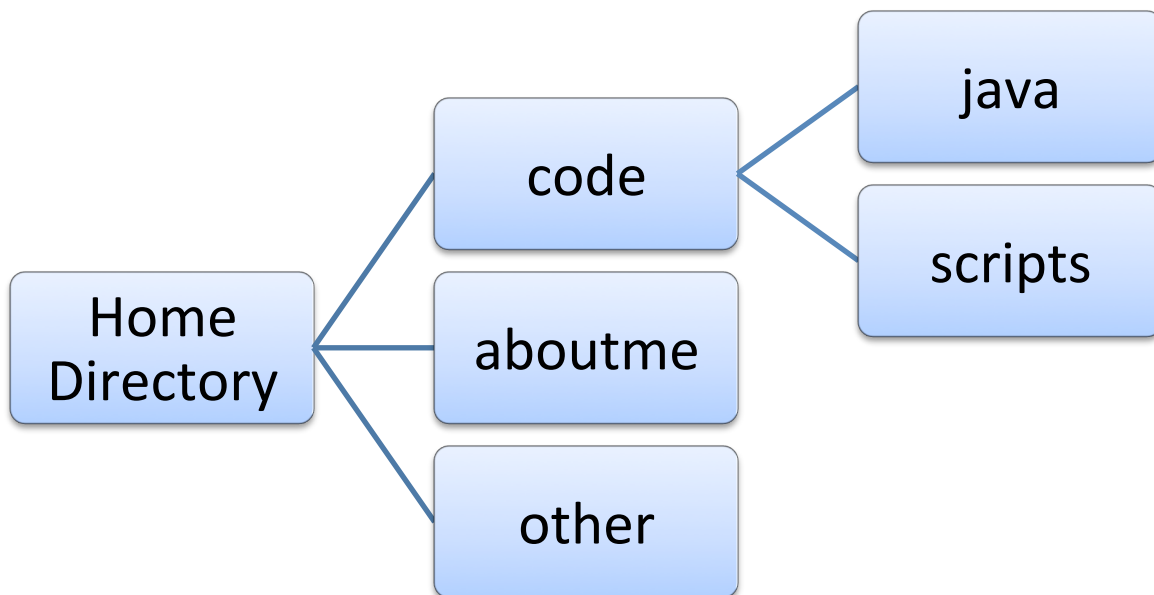 Home
Directory
code
aboutme
other
java
scripts